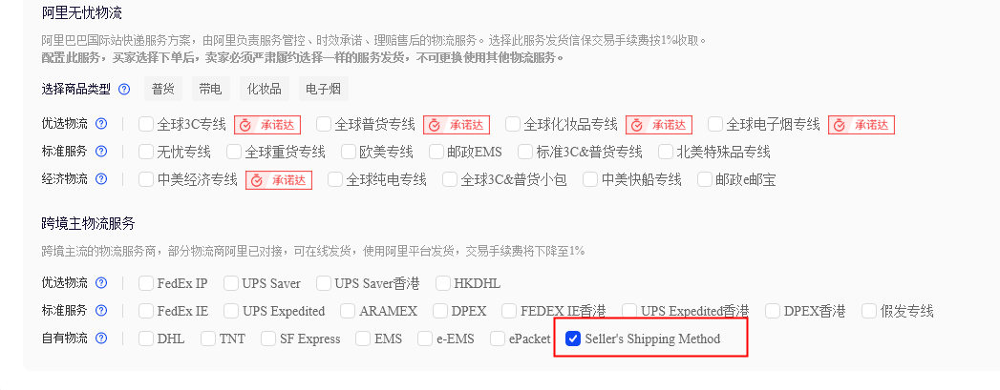 阿里无忧物流
阿里巴巴国际站快递服务方案，由阿里负责服务管控、时效承诺、理赔售后的物流服务。选择此服务发货信保交易手续费按1%收取。
配置此服务，买家选择下单后，卖家必须严肃履约选择一样的服务发货，不可更换使用其他物流服务。
选择商品类型 ? 普货 带电 化妆品 电子烟
优选物流 ? 全球3C专线 承诺达 全球普货专线 承诺达 全球化妆品专线 承诺达 全球电子烟专线 承诺达
标准服务 ? 无忧专线 全球重货专线 欧美专线 邮政EMS 标准3C&普货专线 北美特殊品专线
经济物流 ? 中美经济专线 承诺达 全球纯电专线 全球3C&普货小包 中美快船专线 邮政e邮宝
跨境主物流服务
跨境主流的物流服务商，部分物流商阿里已对接，可在线发货，使用阿里平台发货，交易手续费将下降至1%
优选物流 ? FedEx IP UPS Saver UPS Saver香港 HKDHL
标准服务 ? FedEx IE UPS Expedited ARAMEX DPEX FEDEX IE香港 UPS Expedited香港 DPEX香港 假发专线
自有物流 ? DHL TNT SF Express EMS e-EMS ePacket Seller's Shipping Method